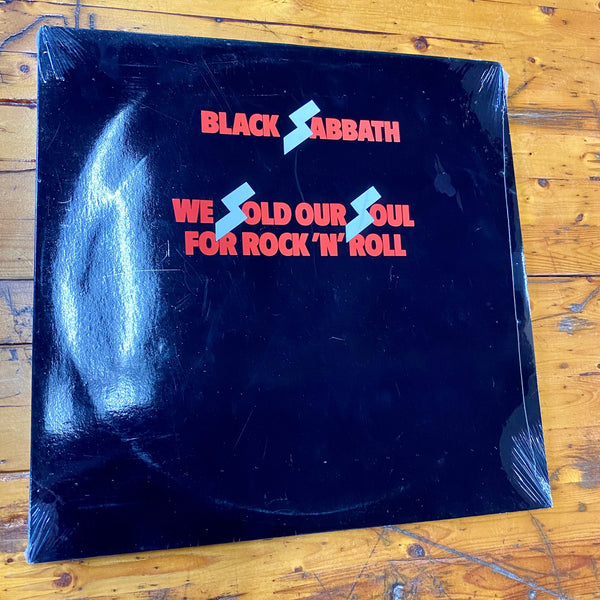 BLACK SABBATH
WE SOLD OUR SOUL
FOR ROCK 'N' ROLL